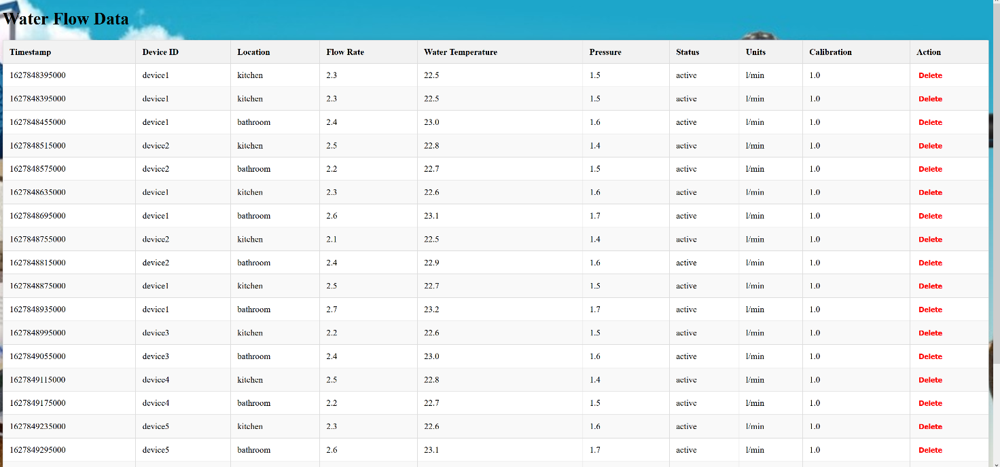 Water Flow Data
Timestamp Device ID Location Flow Rate Water Temperature Pressure Status Units Calibration Action
1627848395000 device1 kitchen 2.3 22.5 1.5 active l/min 1.0 Delete
1627848395000 device1 kitchen 2.3 22.5 1.5 active l/min 1.0 Delete
1627848455000 device1 bathroom 2.4 23.0 1.6 active l/min 1.0 Delete
1627848515000 device2 kitchen 2.5 22.8 1.4 active l/min 1.0 Delete
1627848575000 device2 bathroom 2.2 22.7 1.5 active l/min 1.0 Delete
1627848635000 device1 kitchen 2.3 22.6 1.6 active l/min 1.0 Delete
1627848695000 device1 bathroom 2.6 23.1 1.7 active l/min 1.0 Delete
1627848755000 device2 kitchen 2.1 22.5 1.4 active l/min 1.0 Delete
1627848815000 device2 bathroom 2.4 22.9 1.6 active l/min 1.0 Delete
1627848875000 device1 kitchen 2.5 22.7 1.5 active l/min 1.0 Delete
1627848935000 device1 bathroom 2.7 23.2 1.7 active l/min 1.0 Delete
1627848995000 device3 kitchen 2.2 22.6 1.5 active l/min 1.0 Delete
1627849055000 device3 bathroom 2.4 23.0 1.6 active l/min 1.0 Delete
1627849115000 device4 kitchen 2.5 22.8 1.4 active l/min 1.0 Delete
1627849175000 device4 bathroom 2.2 22.7 1.5 active l/min 1.0 Delete
1627849235000 device5 kitchen 2.3 22.6 1.6 active l/min 1.0 Delete
1627849295000 device5 bathroom 2.6 23.1 1.7 active l/min 1.0 Delete